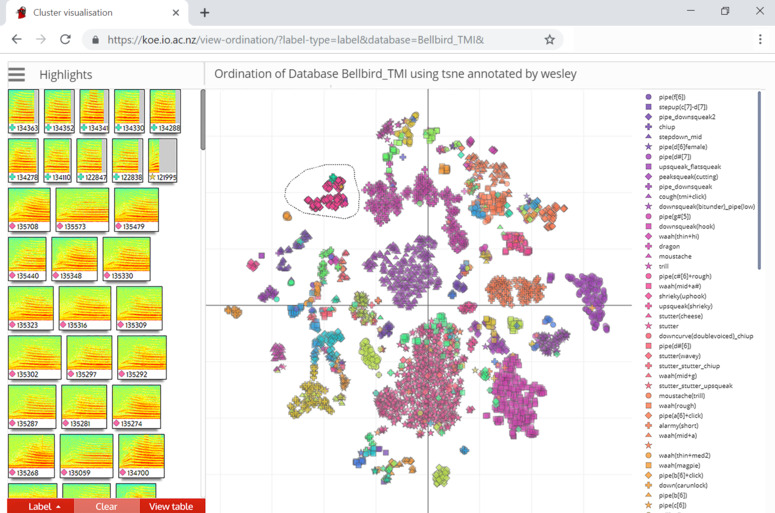 Cluster visualisation
https://koe.io.ac.nz/view-ordination/?label-type=label&database=Bellbird_TMI&
Highlights
Ordination of Database Bellbird_TMI using tsne annotated by wesley
134363 134352 134341 134330 134288
134278 134110 122847 122838 121995
135708 135573 135479
135440 135348 135330
135323 135316 135309
135302 135297 135292
135287 135281 135274
135268 135059 134700
Label Clear View table
pipe(f[6])
stepup(c[7]-d[7])
pipe_downsqueak2
chiup
stepdown_mid
pipe(d[6]female)
pipe(d#[7])
upsqueak_flatsqueak
peaksqueak(cutting)
pipe_downsqueak
cough(tmi+click)
downsqueak(bitunder)_pipe(low)
pipe(g#[5])
downsqueak(hook)
waah(thin+hi)
dragon
moustache
trill
pipe(c#[6]+rough)
waah(mid+a#)
shrieky(uphook)
upsqueak(shrieky)
stutter(cheese)
stutter
downcurve(doublevoiced)_chiup
pipe(d#[6])
stutter(wavey)
stutter_stutter_chiup
waah(mid+g)
stutter_stutter_upsqueak
moustache(trill)
waah(rough)
pipe(a[6]+click)
alarmy(short)
waah(mid+a)
waah(thin+med2)
waah(magpie)
pipe(b[6]+click)
down(carunlock)
pipe(b[6])
pipe(c[6])